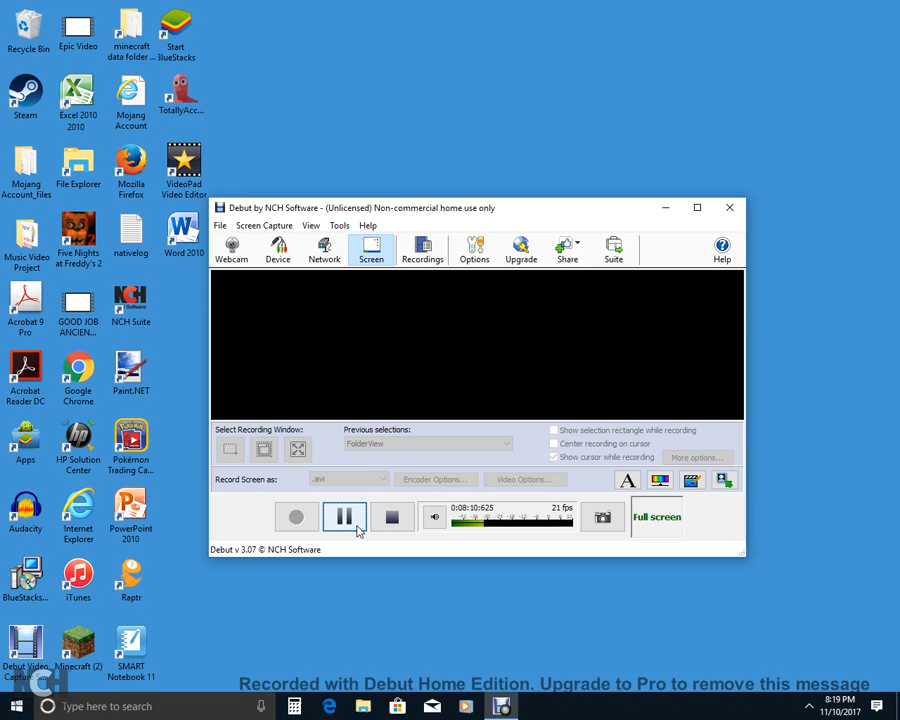 Recycle Bin
Epic Video
minecraft
data folder ...
Start
BlueStacks
Steam
Excel 2010
2010
Mojang
Account
TotallyAcc...
Mojang
Account_files
File Explorer
Mozilla
Firefox
VideoPad
Video Editor
Music Video
Project
Five Nights
at Freddy's 2
nativelog
Word 2010
Acrobat 9
Pro
GOOD JOB
ANCIEN...
NCH Suite
Acrobat
Reader DC
Google
Chrome
Paint.NET
Apps
HP Solution
Center
Pokémon
Trading Ca...
Audacity
Internet
Explorer
PowerPoint
2010
BlueStacks...
iTunes
Raptr
Debut Video
Capture S...
Minecraft (2)
SMART
Notebook 11
Debut by NCH Software - (Unlicensed) Non-commercial home use only
File Screen Capture View Tools Help
Webcam Device Network Screen Recordings Options Upgrade Share Suite Help
Select Recording Window:
Previous selections:
FolderView
Show selection rectangle while recording
Center recording on cursor
Show cursor while recording
More options...
Record Screen as: .avi Encoder Options... Video Options... A
0:08:10:625 21 fps
Full screen
Debut v 3.07 © NCH Software
NCH
Recorded with Debut Home Edition. Upgrade to Pro to remove this message
Type here to search
8:19 PM
11/10/2017